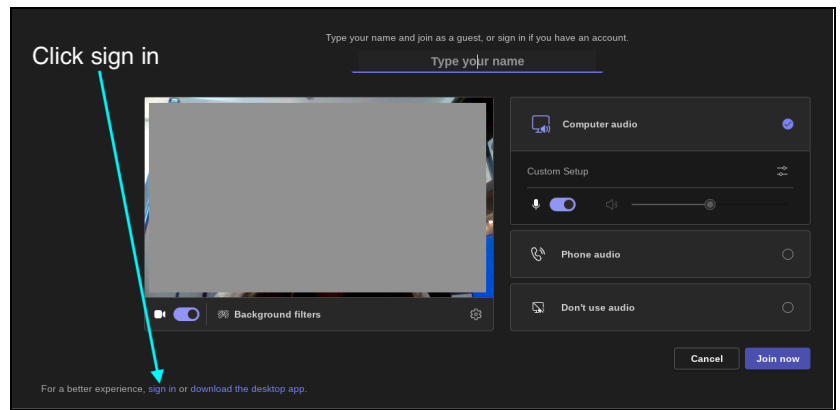 Type your name and join as a guest, or sign in if you have an account.
Click sign in
Type your name
Computer audio
Custom Setup
Phone audio
Don't use audio
Background filters
Cancel
Join now
For a better experience, sign in or download the desktop app.